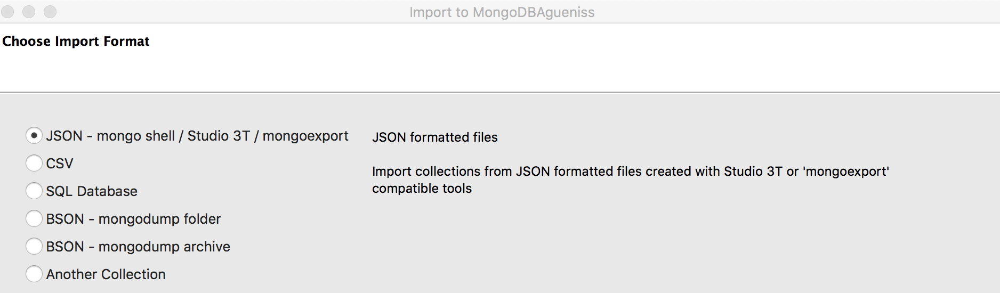 Import to MongoDBAgueniss
Choose Import Format
JSON - mongo shell / Studio 3T / mongoexport
CSV
SQL Database
BSON - mongodump folder
BSON - mongodump archive
Another Collection
JSON formatted files
Import collections from JSON formatted files created with Studio 3T or 'mongoexport'
compatible tools